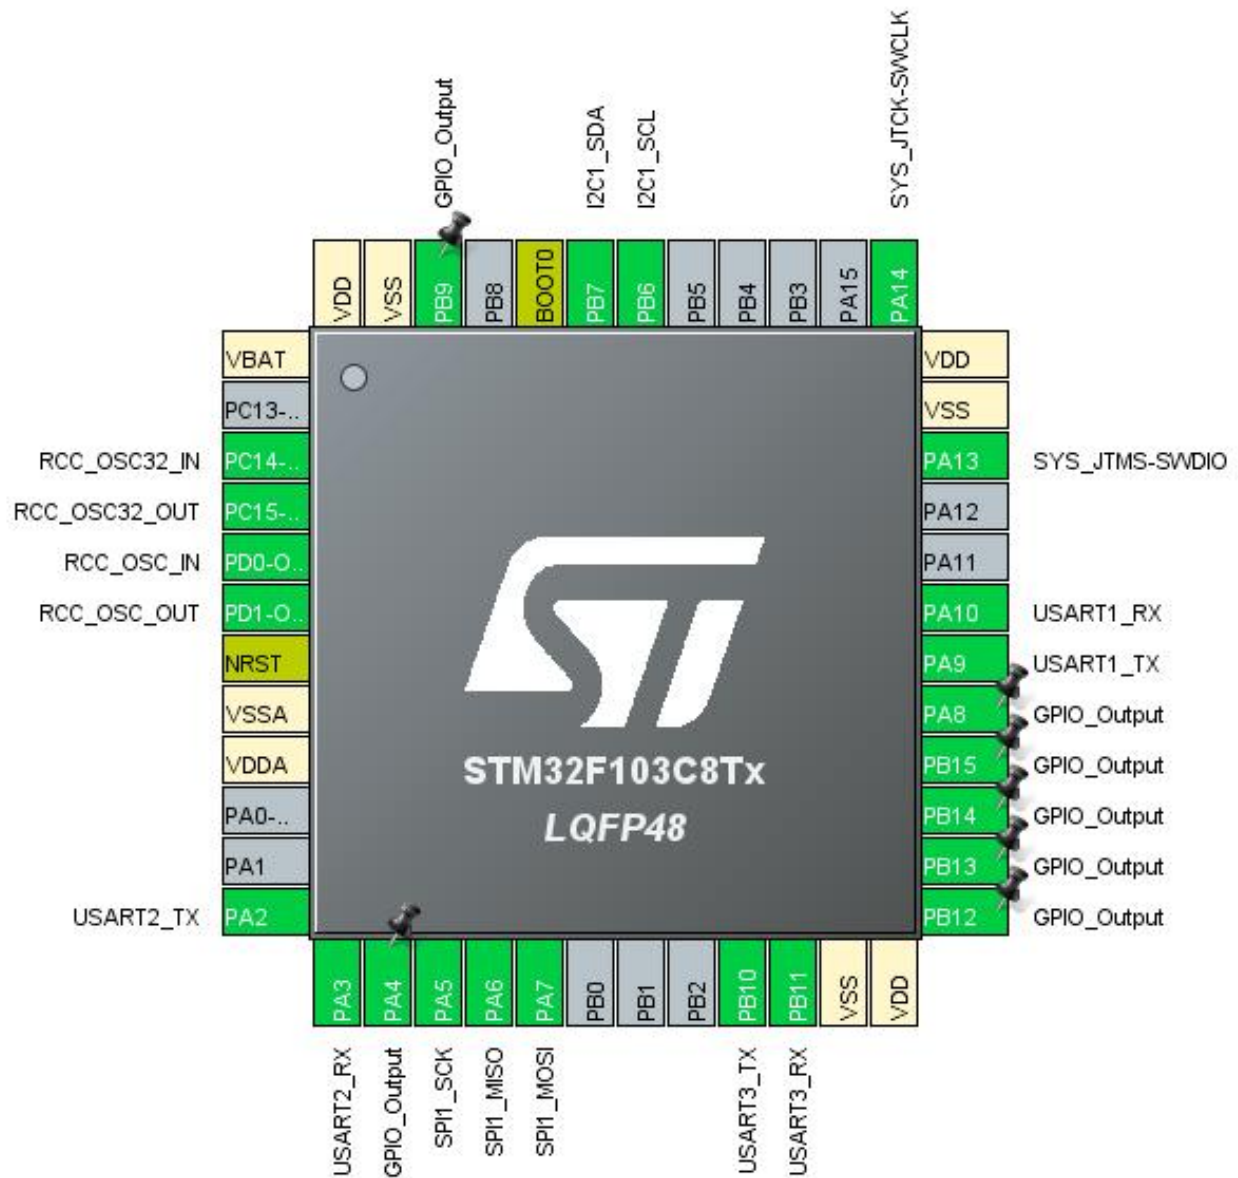 GPIO_Output
I2C1_SDA
I2C1_SCL
SYS_JTCK-SWCLK
VDD
VSS
PB9
PB8
BOOT0
PB7
PB6
PB5
PB4
PB3
PA15
PA14
VBAT
PC13-..
RCC_OSC32_IN
PC14-..
RCC_OSC32_OUT
PC15-..
RCC_OSC_IN
PD0-O..
RCC_OSC_OUT
PD1-O..
NRST
VSSA
VDDA
PA0-..
PA1
USART2_TX
PA2
ST
STM32F103C8Tx
LQFP48
VDD
VSS
PA13
SYS_JTMS-SWDIO
PA12
PA11
PA10
USART1_RX
PA9
USART1_TX
PA8
GPIO_Output
PB15
GPIO_Output
PB14
GPIO_Output
PB13
GPIO_Output
PB12
GPIO_Output
PA3
PA4
PA5
PA6
PA7
PB0
PB1
PB2
PB10
PB11
VSS
VDD
USART2_RX
GPIO_Output
SPI1_SCK
SPI1_MISO
SPI1_MOSI
USART3_TX
USART3_RX